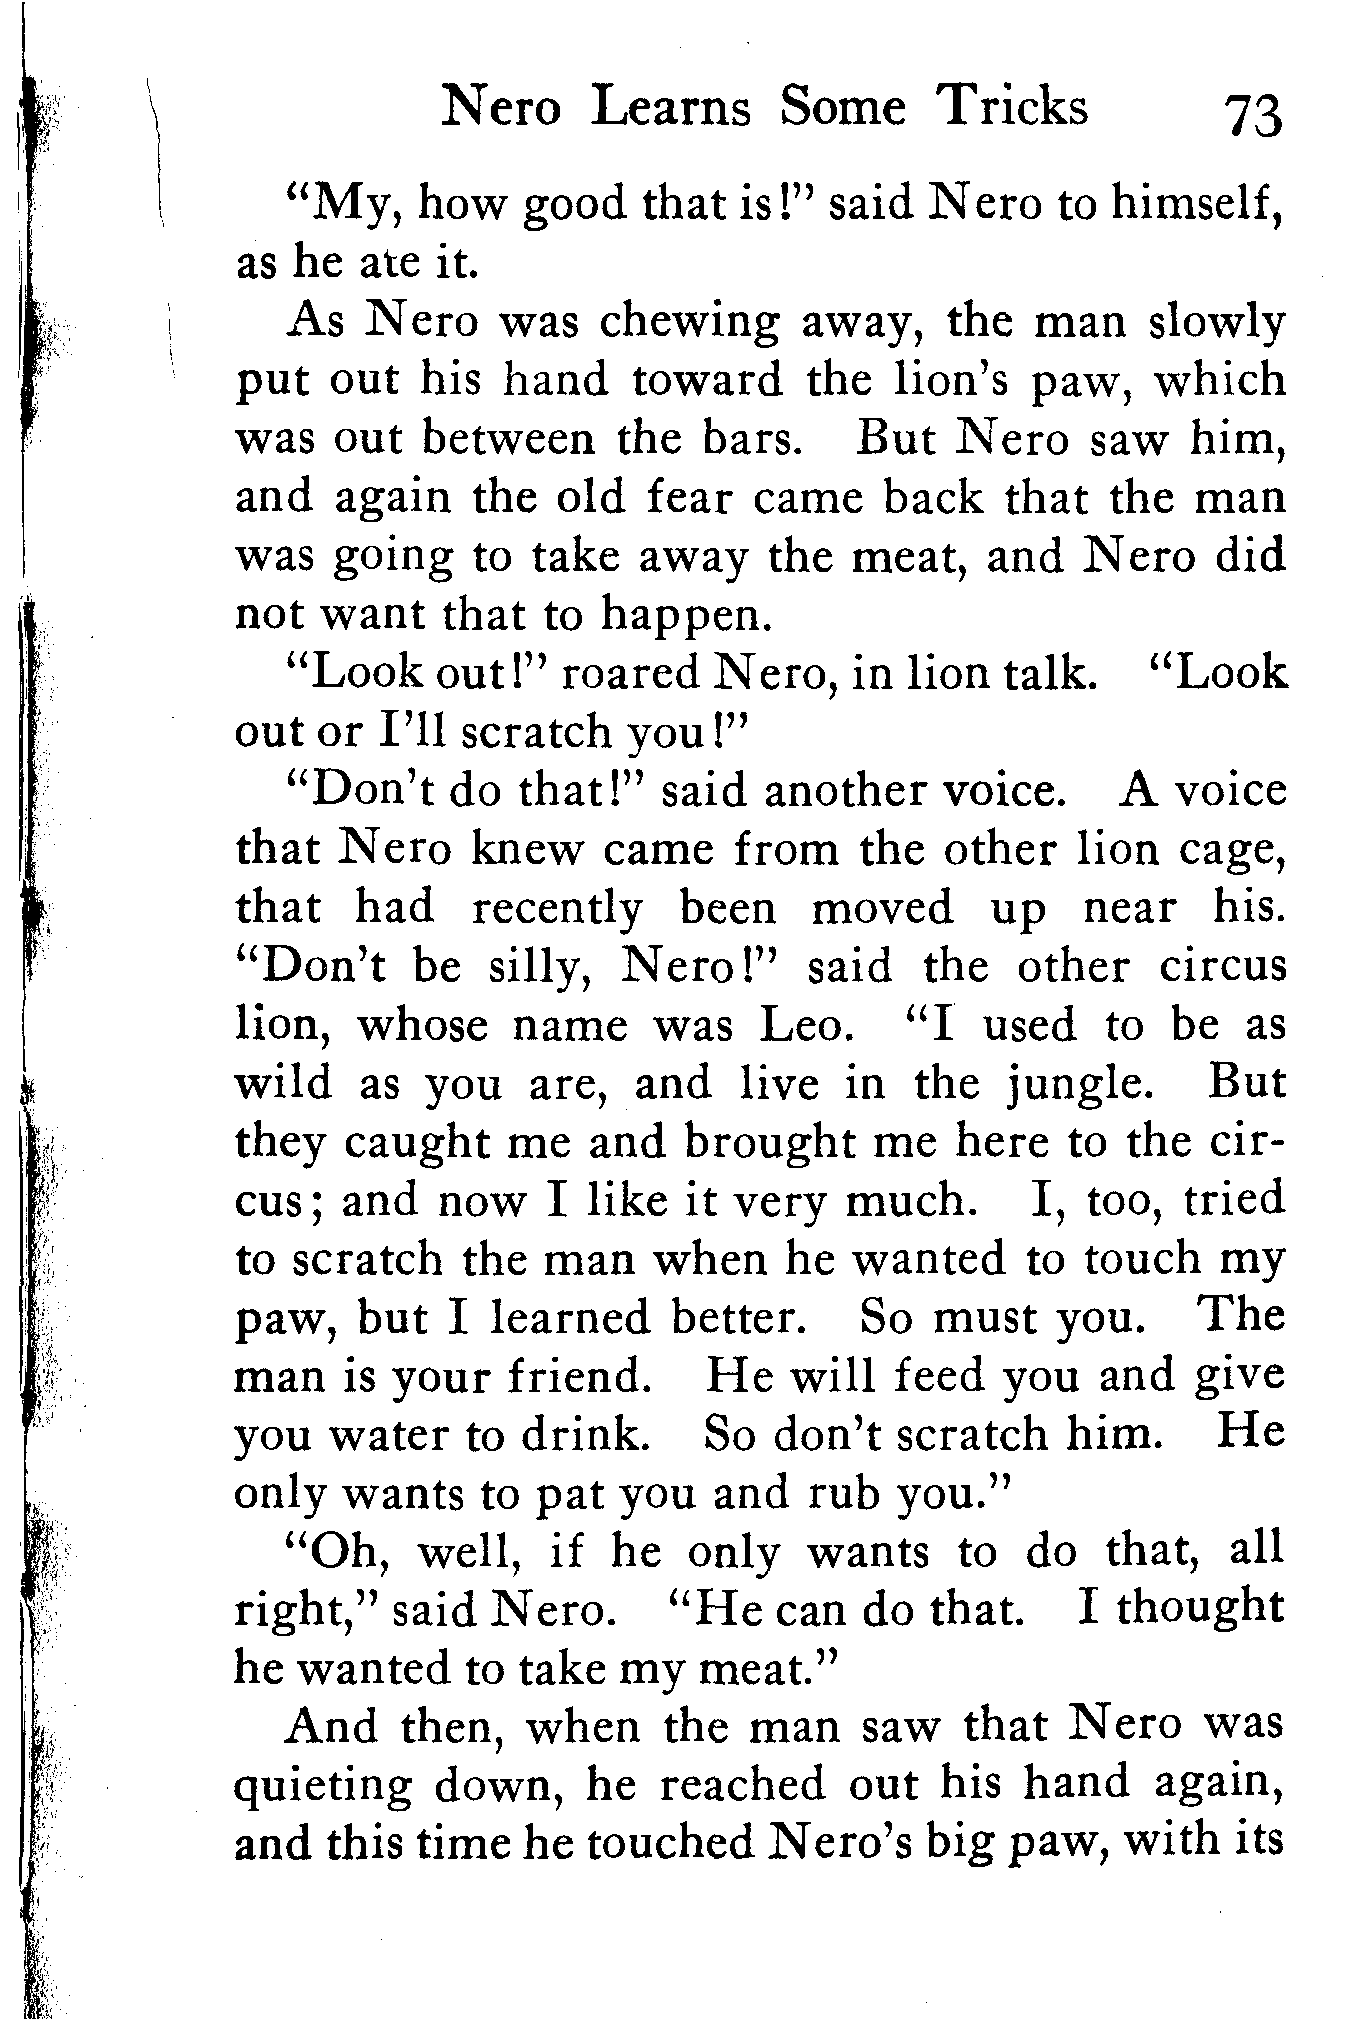 Nero Learns Some Tricks 73
"My, how good that is!" said Nero to himself,
as he ate it.
As Nero was chewing away, the man slowly
put out his hand toward the lion's paw, which
was out between the bars. But Nero saw him,
and again the old fear came back that the man
was going to take away the meat, and Nero did
not want that to happen.
"Look out!" roared Nero, in lion talk. "Look
out or I'll scratch you!"
"Don't do that!" said another voice. A voice
that Nero knew came from the other lion cage,
that had recently been moved up near his.
"Don't be silly, Nero!" said the other circus
lion, whose name was Leo. "I used to be as
wild as you are, and live in the jungle. But
they caught me and brought me here to the cir-
cus; and now I like it very much. I, too, tried
to scratch the man when he wanted to touch my
paw, but I learned better. So must you. The
man is your friend. He will feed you and give
you water to drink. So don't scratch him. He
only wants to pat you and rub you."
"Oh, well, if he only wants to do that, all
right," said Nero. "He can do that. I thought
he wanted to take my meat."
And then, when the man saw that Nero was
quieting down, he reached out his hand again,
and this time he touched Nero's big paw, with its